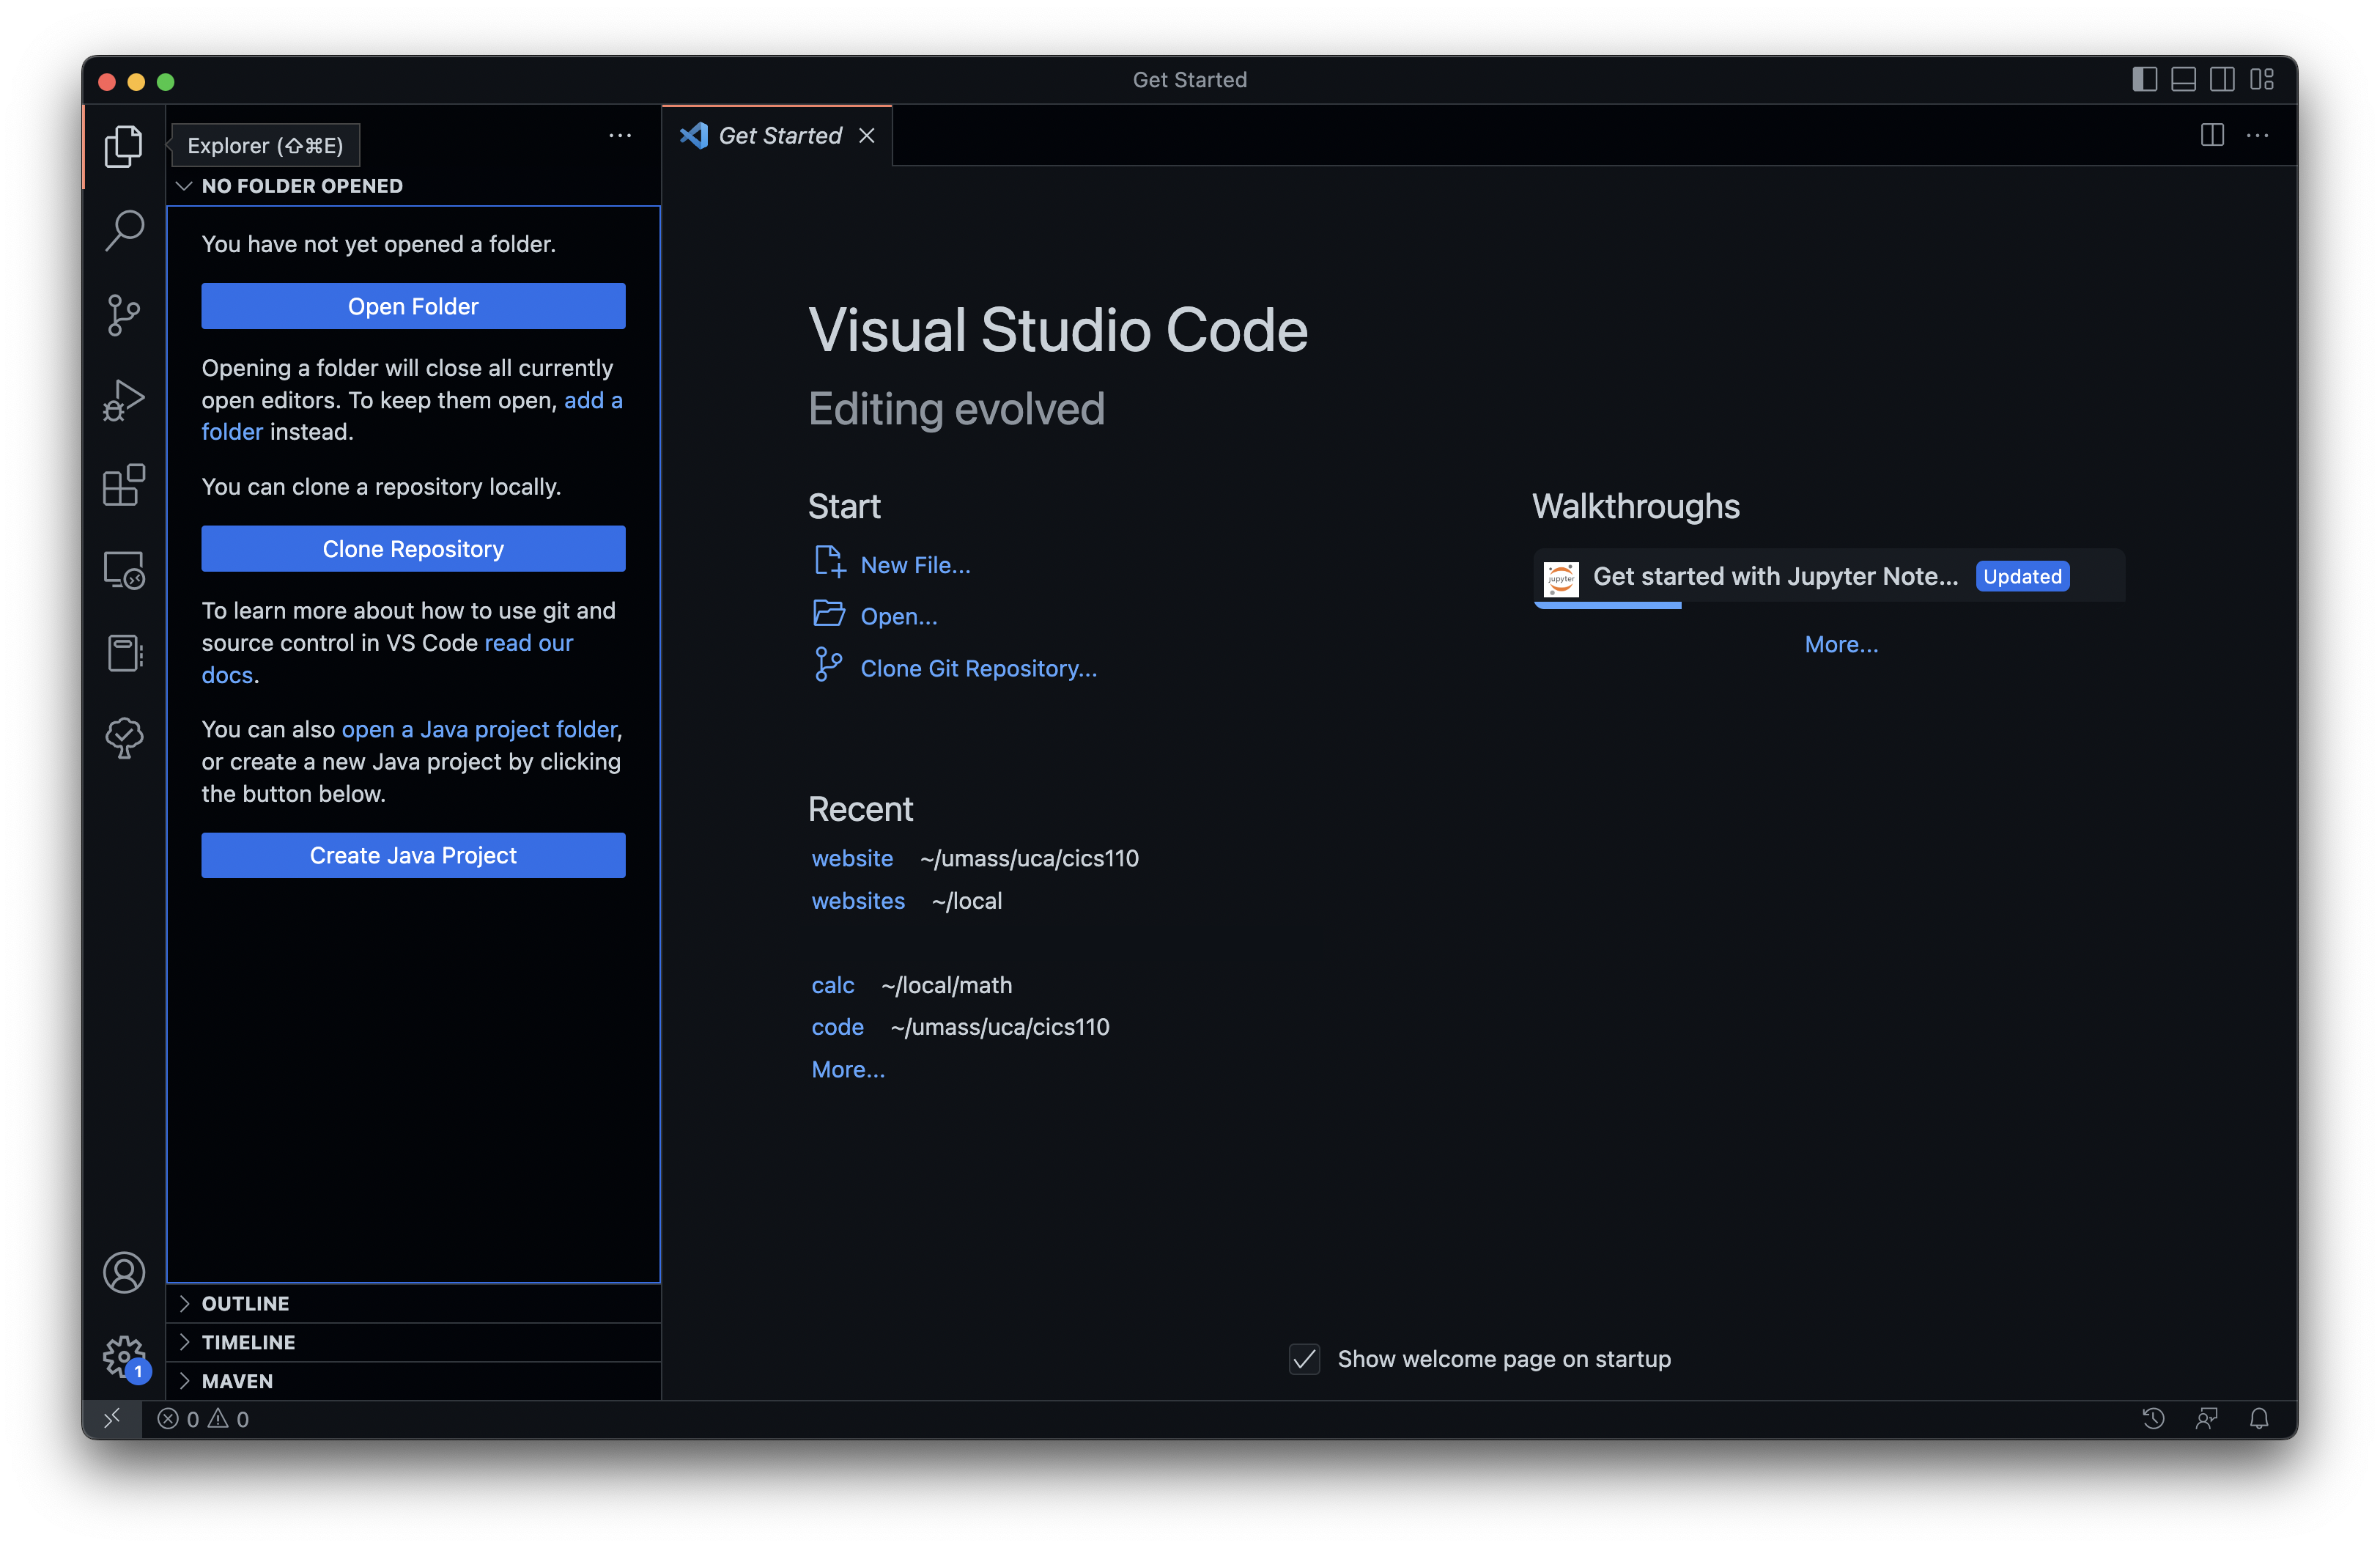 Get Started
Explorer (⇧⌘E)
Get Started
NO FOLDER OPENED
You have not yet opened a folder.
Open Folder
Opening a folder will close all currently
open editors. To keep them open, add a
folder instead.
You can clone a repository locally.
Clone Repository
To learn more about how to use git and
source control in VS Code read our
docs.
You can also open a Java project folder,
or create a new Java project by clicking
the button below.
Create Java Project
OUTLINE
TIMELINE
MAVEN
1
0 0
Visual Studio Code
Editing evolved
Start
New File...
Open...
Clone Git Repository...
Recent
website ~/umass/uca/cics110
websites ~/local
calc ~/local/math
code ~/umass/uca/cics110
More...
Walkthroughs
jupyter
Get started with Jupyter Note... Updated
More...
Show welcome page on startup